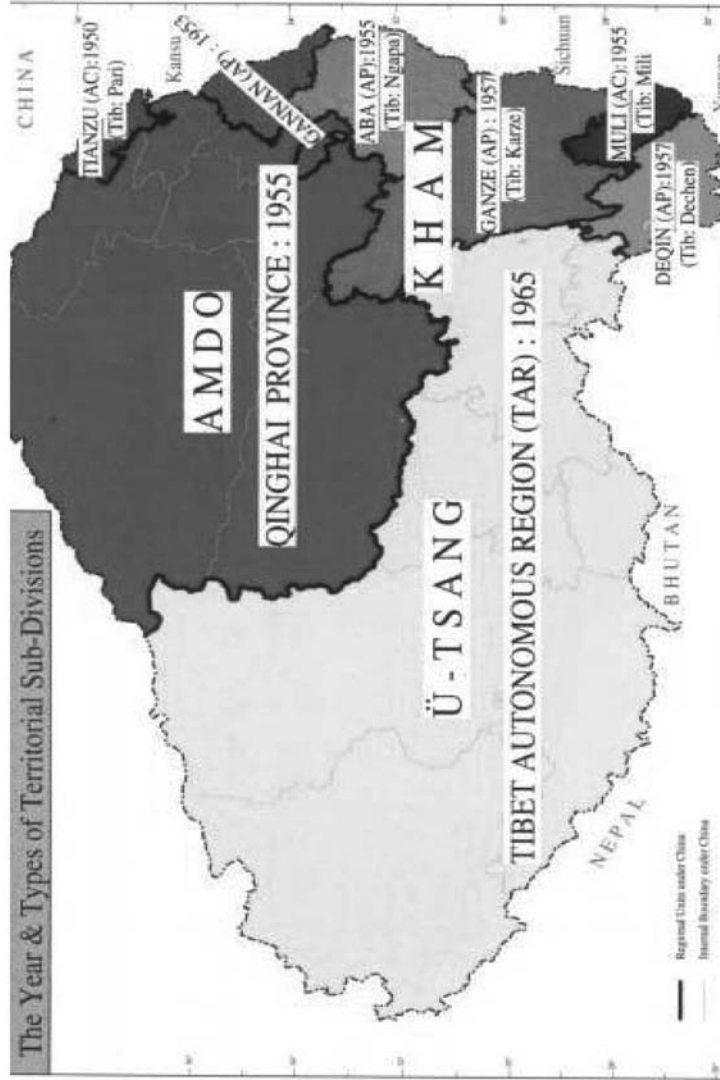 The Year & Types of Territorial Sub-Divisions
CHINA
TIANZU (AC):1950
(Tib: Pari)
Kansu
GANNAN (AP) : 1953
AMDO
QINGHAI PROVINCE : 1955
ABA (AP):1955
(Tib: Ngapa)
KHAM
GANZE (AP) : 1957
(Tib: Karze)
Sichuan
MULI (AC):1955
(Tib: Mili
DEQIN (AP):1957
(Tib: Dechen)
Ü-TSANG
TIBET AUTONOMOUS REGION (TAR) : 1965
NEPAL
BHUTAN
Regional Units under China
Internal Boundary under China